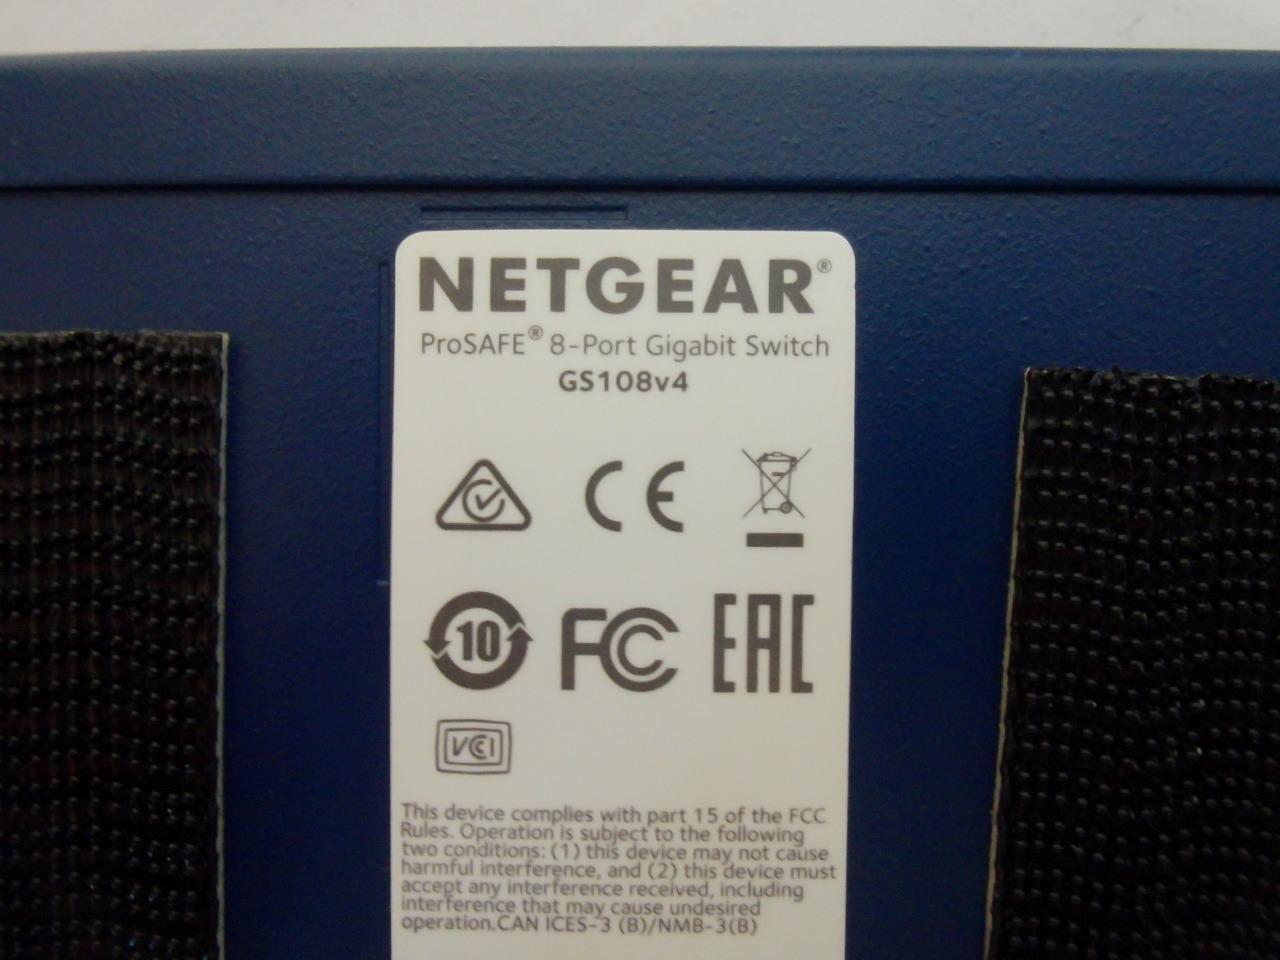 NETGEAR®
ProSAFE® 8-Port Gigabit Switch
GS108v4
CE
10 FC EAC
VCCI
This device complies with part 15 of the FCC
Rules. Operation is subject to the following
two conditions: (1) this device may not cause
harmful interference, and (2) this device must
accept any interference received, including
interference that may cause undesired
operation.CAN ICES-3 (B)/NMB-3(B)